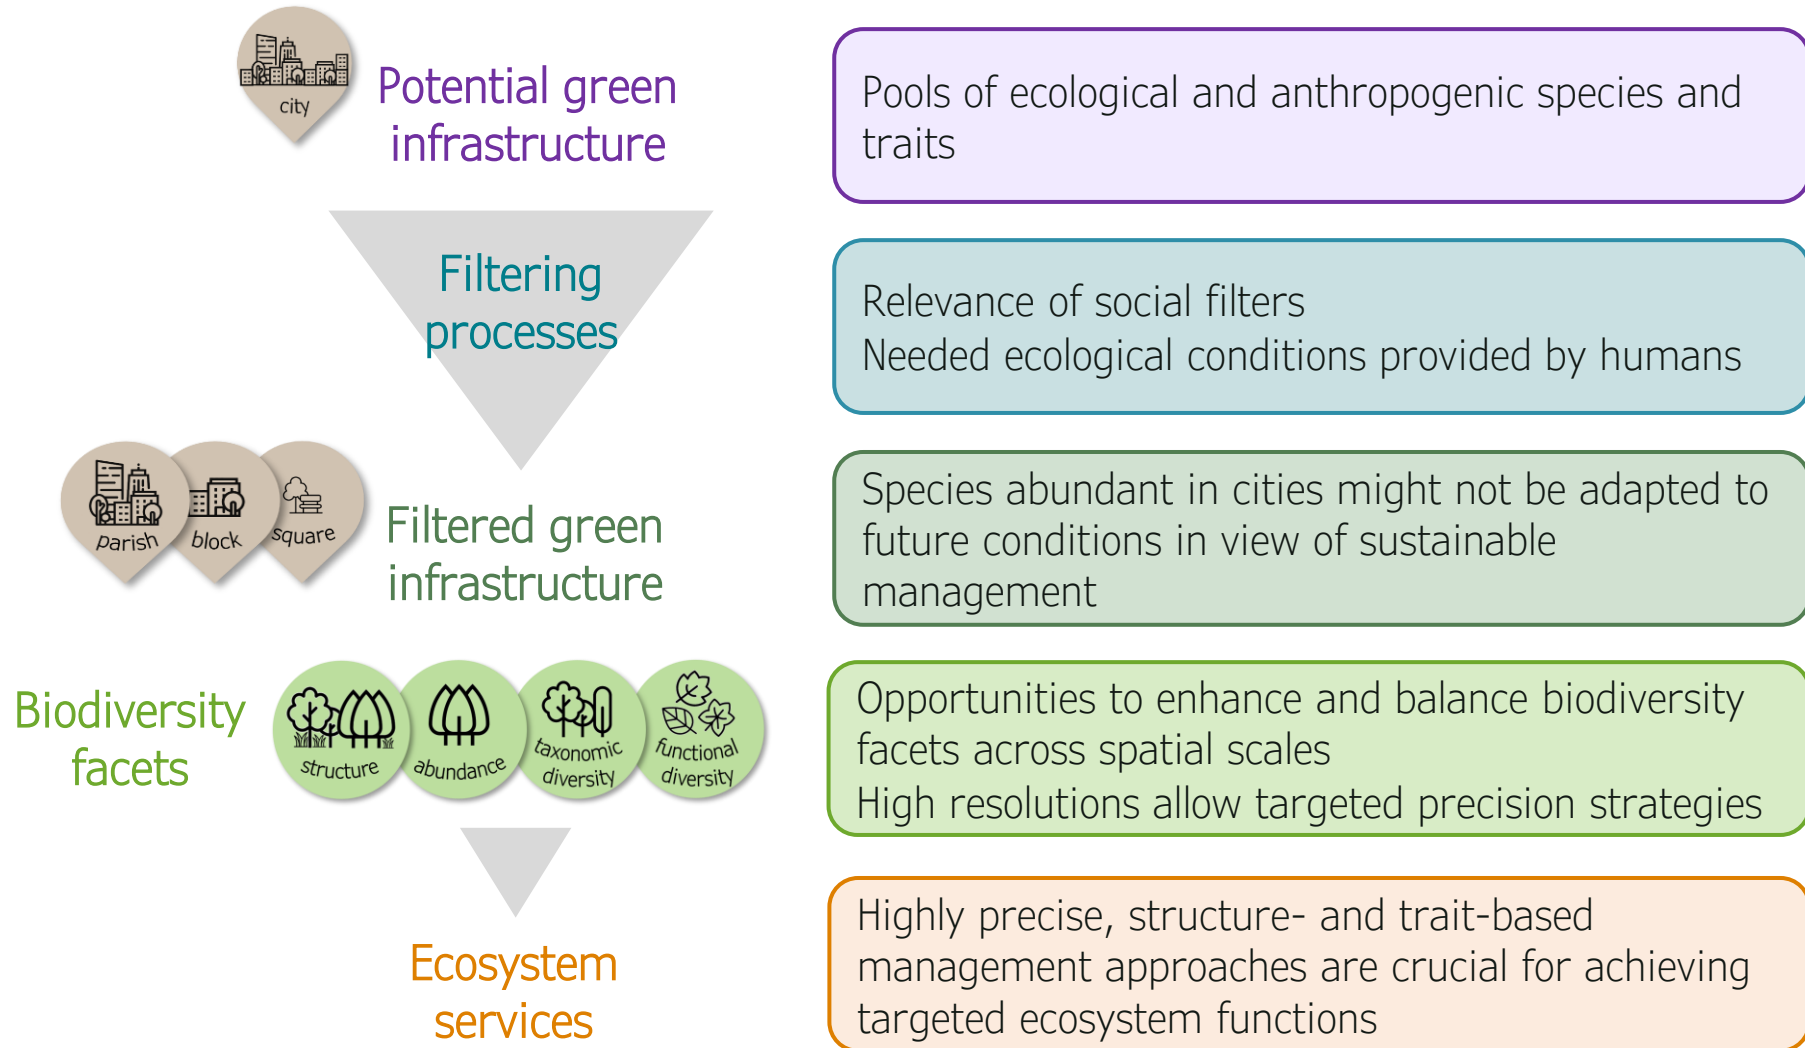 city
Potential green
infrastructure
Pools of ecological and anthropogenic species and
traits
Filtering
processes
Relevance of social filters
Needed ecological conditions provided by humans
parish
block
square
Filtered green
infrastructure
Species abundant in cities might not be adapted to
future conditions in view of sustainable
management
Biodiversity
facets
structure
abundance
taxonomic
diversity
functional
diversity
Opportunities to enhance and balance biodiversity
facets across spatial scales
High resolutions allow targeted precision strategies
Ecosystem
services
Highly precise, structure- and trait-based
management approaches are crucial for achieving
targeted ecosystem functions